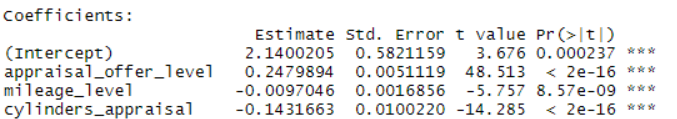 Coefficients:
Estimate Std. Error t value Pr(>|t|)
(Intercept) 2.1400205 0.5821159 3.676 0.000237 ***
appraisal_offer_level 0.2479894 0.0051119 48.513 < 2e-16 ***
mileage_level -0.0097046 0.0016856 -5.757 8.57e-09 ***
cylinders_appraisal -0.1431663 0.0100220 -14.285 < 2e-16 ***